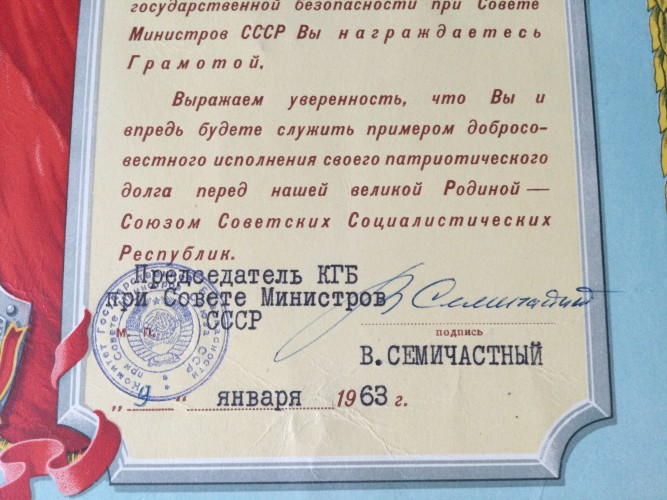 государственной безопасности при Совете
Министров СССР Вы награждаетесь
Грамотой.
Выражаем уверенность, что Вы и
впредь будете служить примером добросо-
вестного исполнения своего патриотического
долга перед нашей великой Родиной —
Союзом Советских Социалистических
Республик.
Председатель КГБ
при Совете Министров
СССР
М. П.
подпись
В.СЕМИЧАСТНЫЙ
„ 9 " января 1963 г.